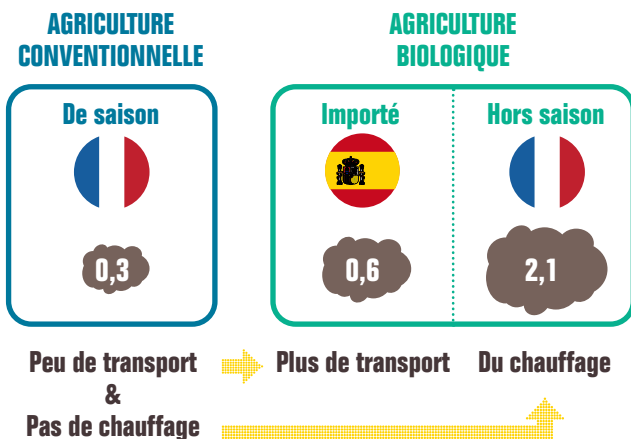 AGRICULTURE
CONVENTIONNELLE
AGRICULTURE
BIOLOGIQUE
De saison
Importé
Hors saison
0,3
0,6
2,1
Peu de transport
&
Pas de chauffage
Plus de transport
Du chauffage